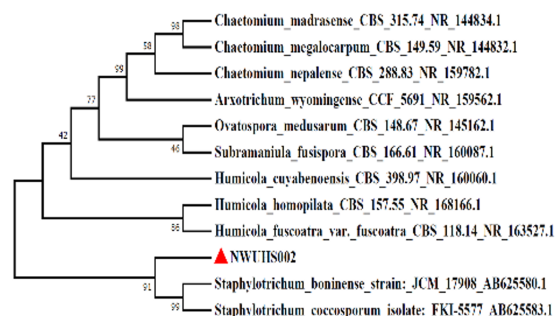 98
Chaetomium_madrasense_CBS_315.74_NR_144834.1
58
Chaetomium_megalocarpum_CBS_149.59_NR_144832.1
99
Chaetomium_nepalense_CBS_288.83_NR_159782.1
77
Arxotrichum_wyomingense_CCF_5691_NR_159562.1
42
Ovatospora_medusarum_CBS_148.67_NR_145162.1
46
Subramaniula_fusispora_CBS_166.61_NR_160087.1
Humicola_cuyabenoensis_CBS_398.97_NR_160060.1
Humicola_homopilata_CBS_157.55_NR_168166.1
86
Humicola_fuscoatra_var._fuscoatra_CBS_118.14_NR_163527.1
NWUHS002
91
Staphylotrichum_boninense_strain:_JCM_17908_AB625580.1
99
Staphylotrichum_coccosporum_isolate:_FKI-5577_AB625583.1